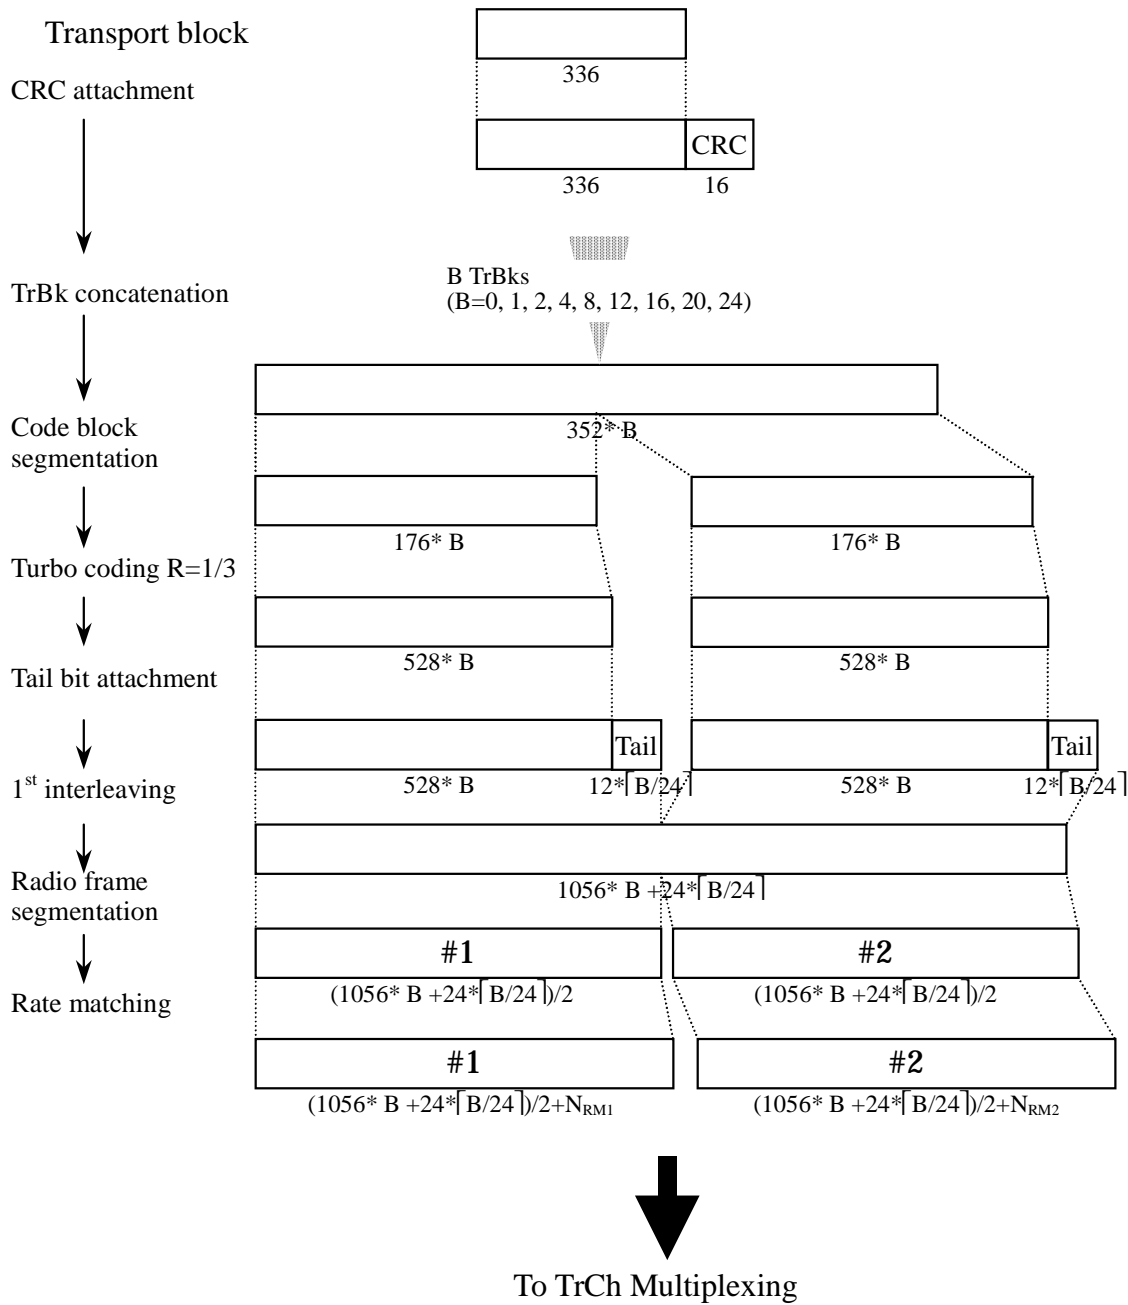 Transport block
336
CRC attachment
CRC
336 16
B TrBks
TrBk concatenation
(B=0, 1, 2, 4, 8, 12, 16, 20, 24)
Code block
segmentation
352* B
176* B 176* B
Turbo coding R=1/3
528* B 528* B
Tail bit attachment
Tail Tail
1st interleaving
528* B 12*⌈B/24⌉ 528* B 12*⌈B/24⌉
Radio frame
segmentation
1056* B +24*⌈B/24⌉
#1 #2
Rate matching
(1056* B +24*⌈B/24⌉)/2 (1056* B +24*⌈B/24⌉)/2
#1 #2
(1056* B +24*⌈B/24⌉)/2+NRM1 (1056* B +24*⌈B/24⌉)/2+NRM2
To TrCh Multiplexing